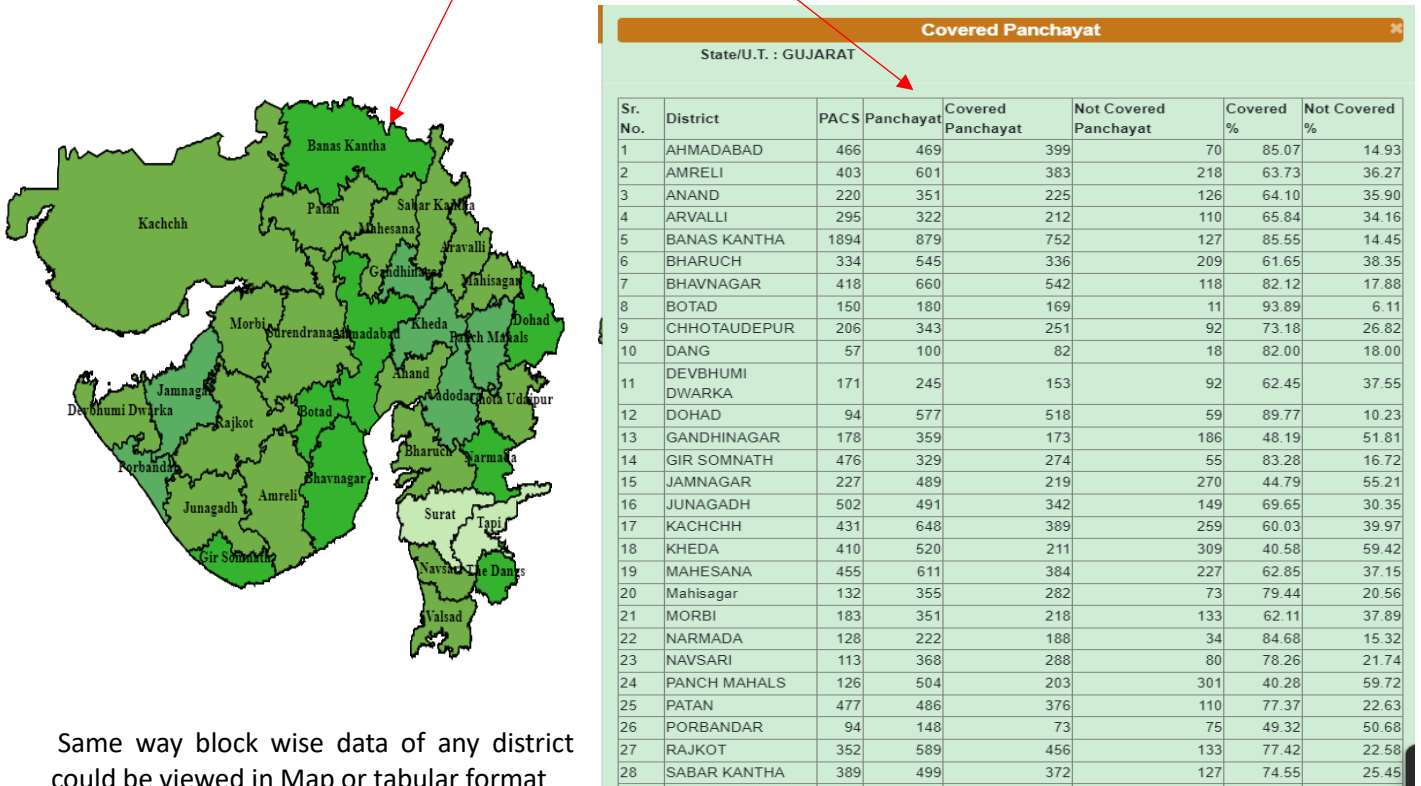 Banas Kantha
Kachchh
Patan
Sabar Kantha
Mahesana
Aravalli
Gandhinagar
Mahisagar
Morbi
Surendranagar
Ahmadabad
Kheda
Panch Mahals
Dohad
Jamnagar
Anand
Devbhumi Dwarka
Rajkot
Botad
Vadodara
Chota Udaipur
Porbandar
Bharuch
Narmada
Bhavnagar
Junagadh
Amreli
Surat
Tapi
Gir Somnath
Navsari
The Dangs
Valsad
Same way block wise data of any district
could be viewed in Map or tabular format
Covered Panchayat
State/U.T. : GUJARAT
Sr. No. District PACS Panchayat Covered Panchayat Not Covered Panchayat Covered % Not Covered %
1 AHMADABAD 466 469 399 70 85.07 14.93
2 AMRELI 403 601 383 218 63.73 36.27
3 ANAND 220 351 225 126 64.10 35.90
4 ARVALLI 295 322 212 110 65.84 34.16
5 BANAS KANTHA 1894 879 752 127 85.55 14.45
6 BHARUCH 334 545 336 209 61.65 38.35
7 BHAVNAGAR 418 660 542 118 82.12 17.88
8 BOTAD 150 180 169 11 93.89 6.11
9 CHHOTAUDEPUR 206 343 251 92 73.18 26.82
10 DANG 57 100 82 18 82.00 18.00
11 DEVBHUMI DWARKA 171 245 153 92 62.45 37.55
12 DOHAD 94 577 518 59 89.77 10.23
13 GANDHINAGAR 178 359 173 186 48.19 51.81
14 GIR SOMNATH 476 329 274 55 83.28 16.72
15 JAMNAGAR 227 489 219 270 44.79 55.21
16 JUNAGADH 502 491 342 149 69.65 30.35
17 KACHCHH 431 648 389 259 60.03 39.97
18 KHEDA 410 520 211 309 40.58 59.42
19 MAHESANA 455 611 384 227 62.85 37.15
20 Mahisagar 132 355 282 73 79.44 20.56
21 MORBI 183 351 218 133 62.11 37.89
22 NARMADA 128 222 188 34 84.68 15.32
23 NAVSARI 113 368 288 80 78.26 21.74
24 PANCH MAHALS 126 504 203 301 40.28 59.72
25 PATAN 477 486 376 110 77.37 22.63
26 PORBANDAR 94 148 73 75 49.32 50.68
27 RAJKOT 352 589 456 133 77.42 22.58
28 SABAR KANTHA 389 499 372 127 74.55 25.45